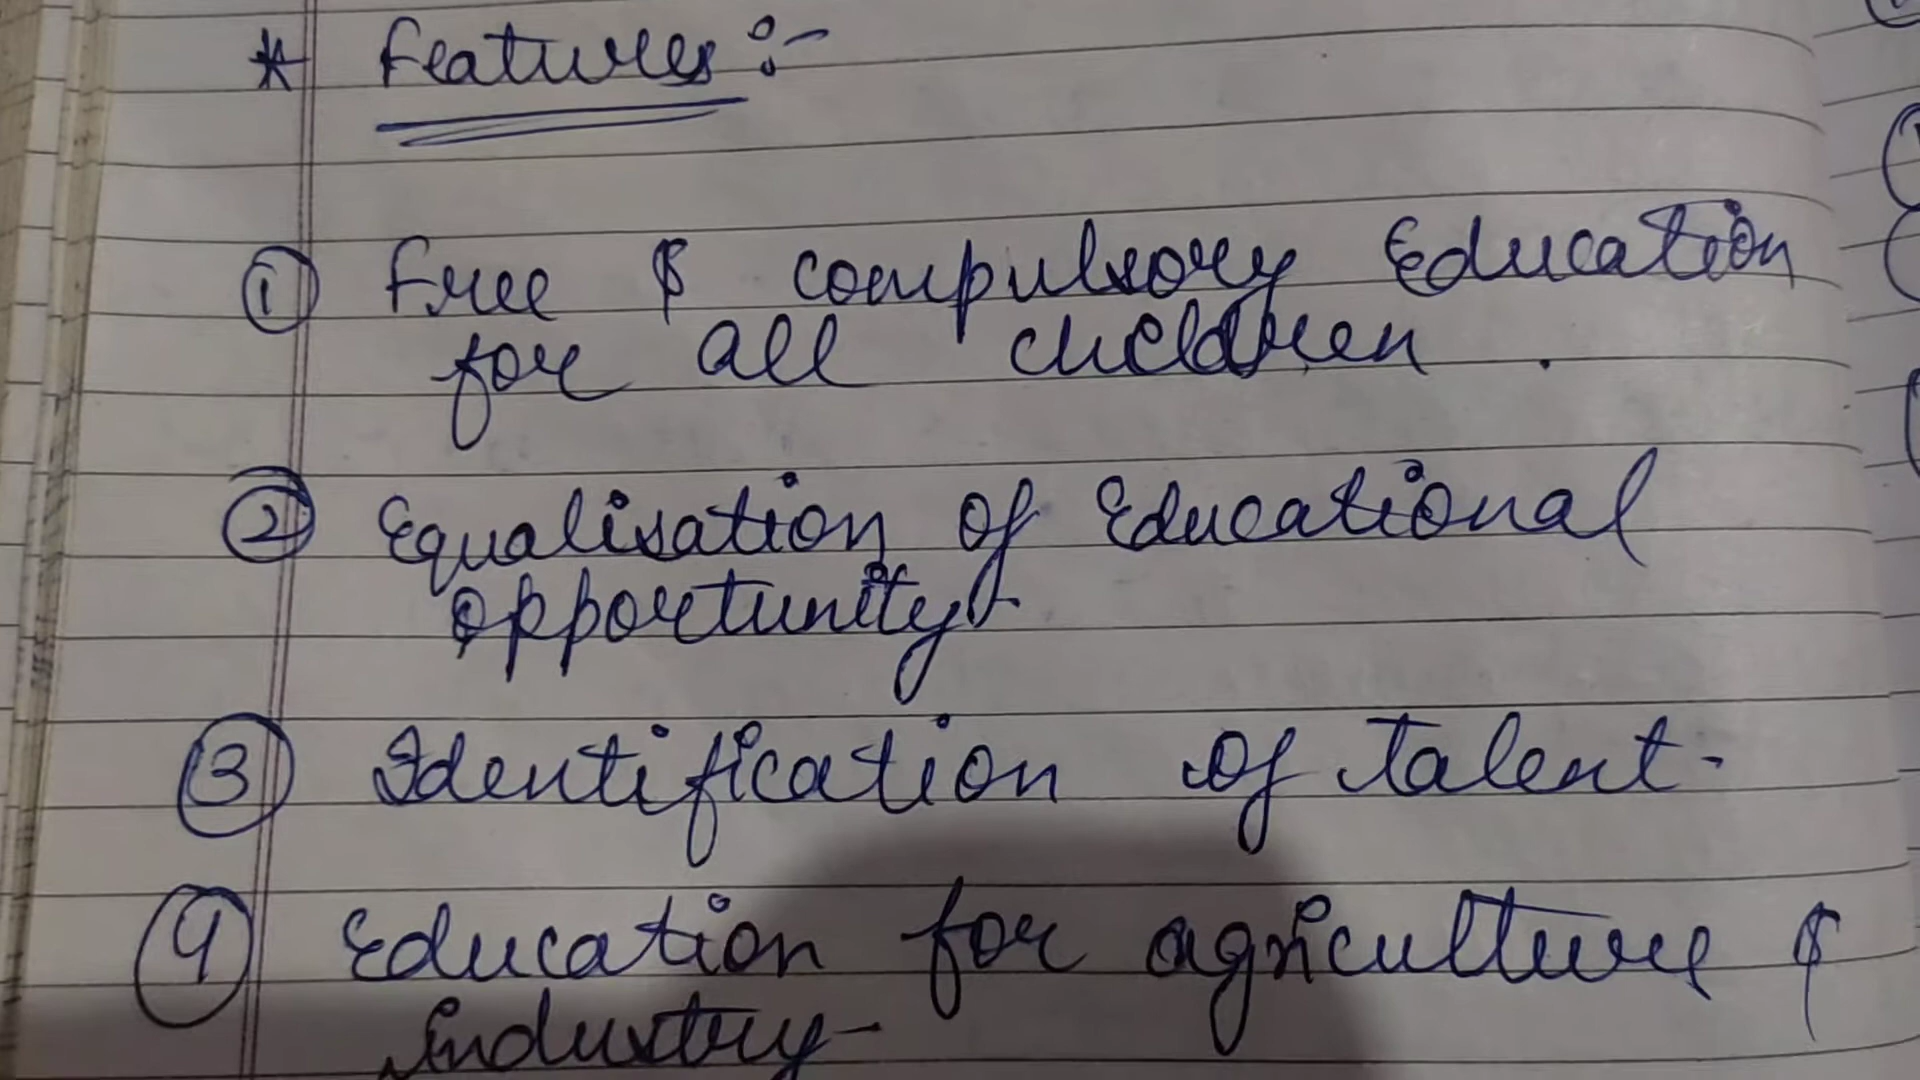 * Features :-
① Free & compulsory Education
for all children .
② Equalisation of Educational
opportunity.
③ Identification of talent.
④ Education for agriculture &
industry-